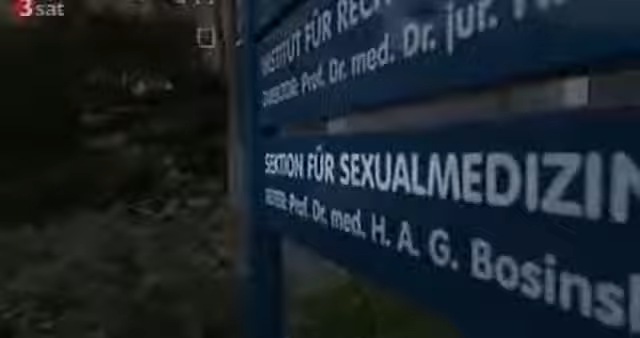 3sat
INSTITUT FÜR RECH
DIREKTOR: Prof. Dr. med. Dr. jur.
SEKTION FÜR SEXUALMEDIZIN
LEITER: Prof. Dr. med. H. A. G. Bosins